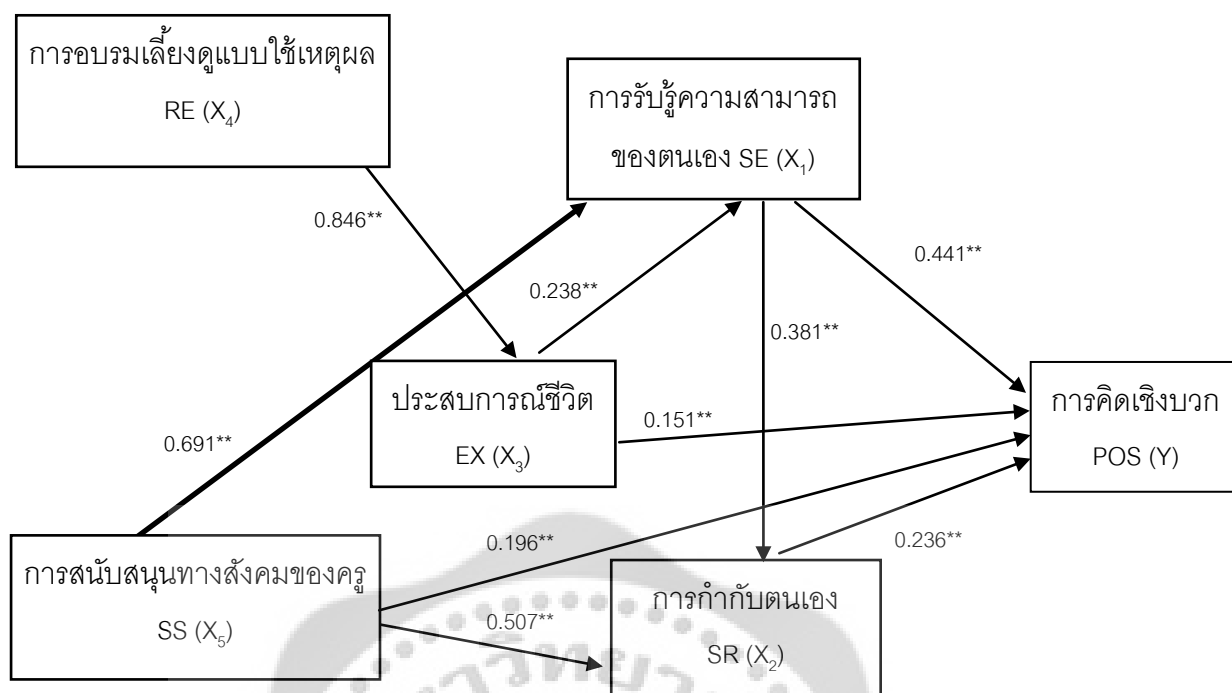 การอบรมเลี้ยงดูแบบใช้เหตุผล
RE (X₄)
การรับรู้ความสามารถ
ของตนเอง SE (X₁)
0.846**
0.238**
0.441**
0.381**
ประสบการณ์ชีวิต
EX (X₃)
0.151**
การคิดเชิงบวก
POS (Y)
0.691**
0.196**
0.236**
การสนับสนุนทางสังคมของครู
SS (X₅)
0.507**
การกำกับตนเอง
SR (X₂)